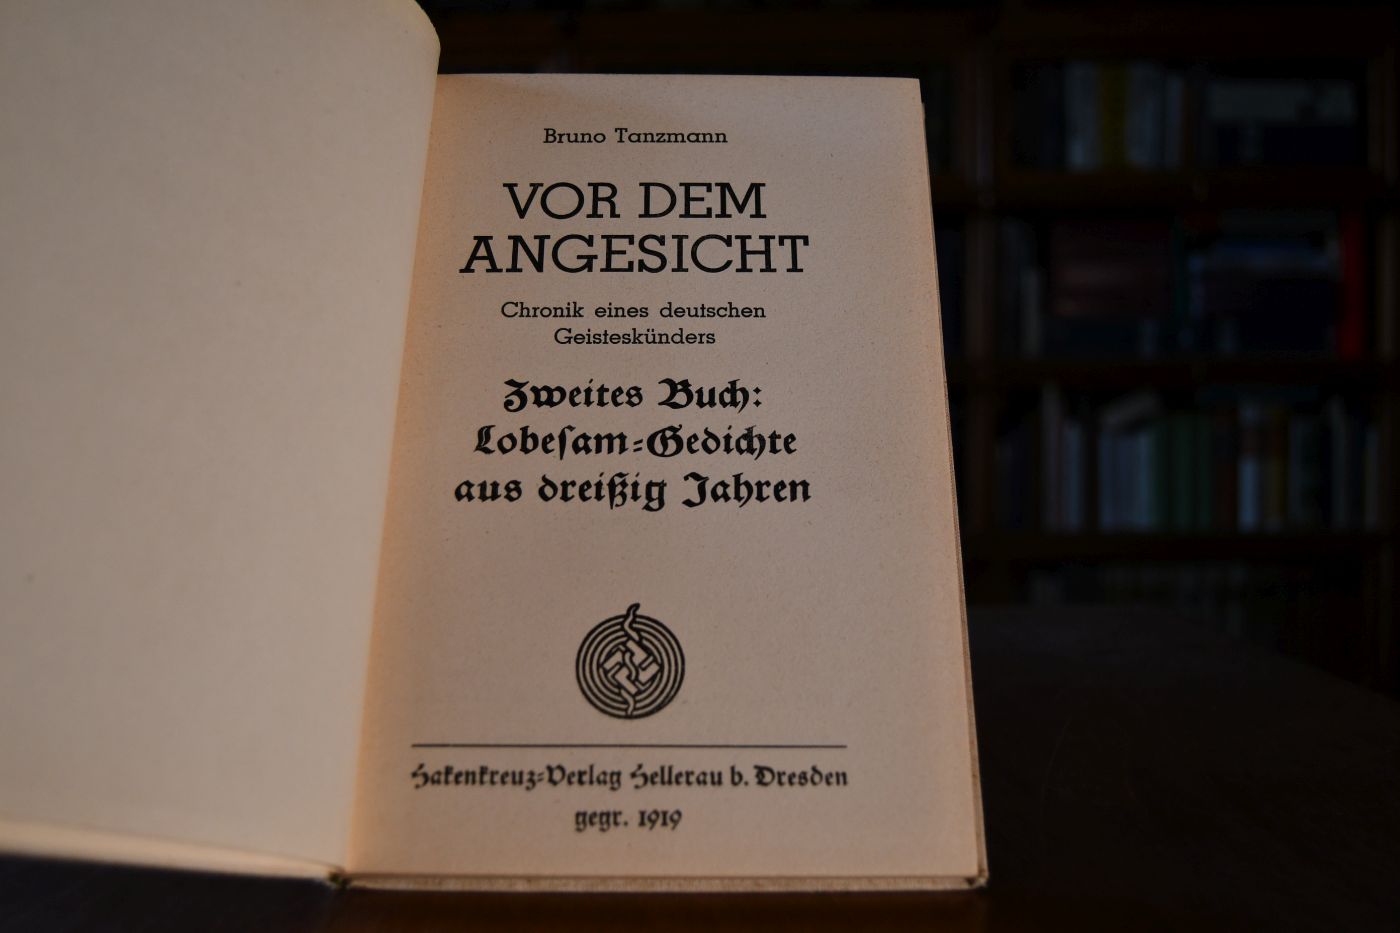 Bruno Tanzmann
VOR DEM
ANGESICHT
Chronik eines deutschen
Geisteskünders
Zweites Buch:
Lobeſam=Gedichte
aus dreißig Jahren
Hakenkreuz=Verlag Hellerau b. Dresden
gegr. 1919